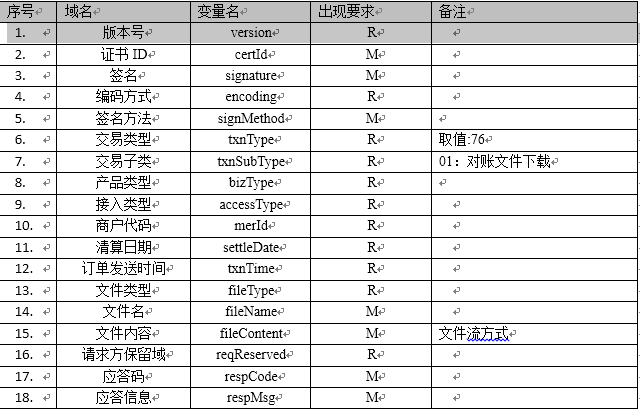 序号 域名 变量名 出现要求 备注
1. 版本号 version R
2. 证书 ID certId M
3. 签名 signature M
4. 编码方式 encoding R
5. 签名方法 signMethod M
6. 交易类型 txnType R 取值:76
7. 交易子类 txnSubType R 01：对账文件下载
8. 产品类型 bizType R
9. 接入类型 accessType R
10. 商户代码 merId R
11. 清算日期 settleDate R
12. 订单发送时间 txnTime R
13. 文件类型 fileType R
14. 文件名 fileName M
15. 文件内容 fileContent M 文件流方式
16. 请求方保留域 reqReserved R
17. 应答码 respCode M
18. 应答信息 respMsg M